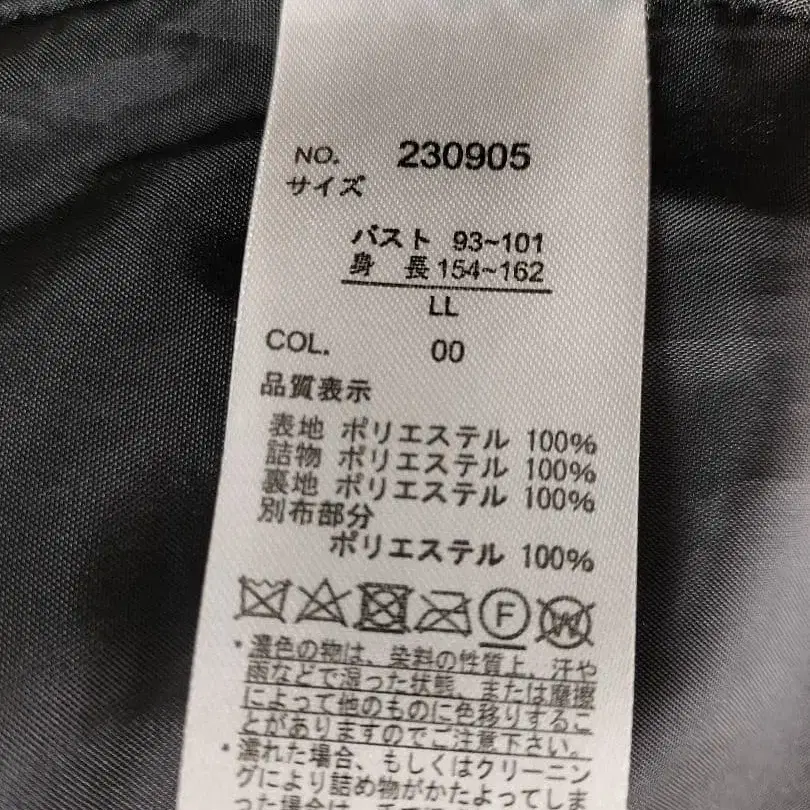 NO. 230905
サイズ
バスト 93~101
身 長 154~162
LL
COL. 00
品質表示
表地 ポリエステル 100%
詰物 ポリエステル 100%
裏地 ポリエステル 100%
別布部分
ポリエステル 100%
F W
*濃色の物は、染料の性質上、汗や
雨などで湿った状態、または摩擦
によって他のものに色移りするこ
とがありますのでご注意下さい。
*濡れた場合、もしくはクリーニン
グにより詰め物がかたよってしま
った場合は、手で